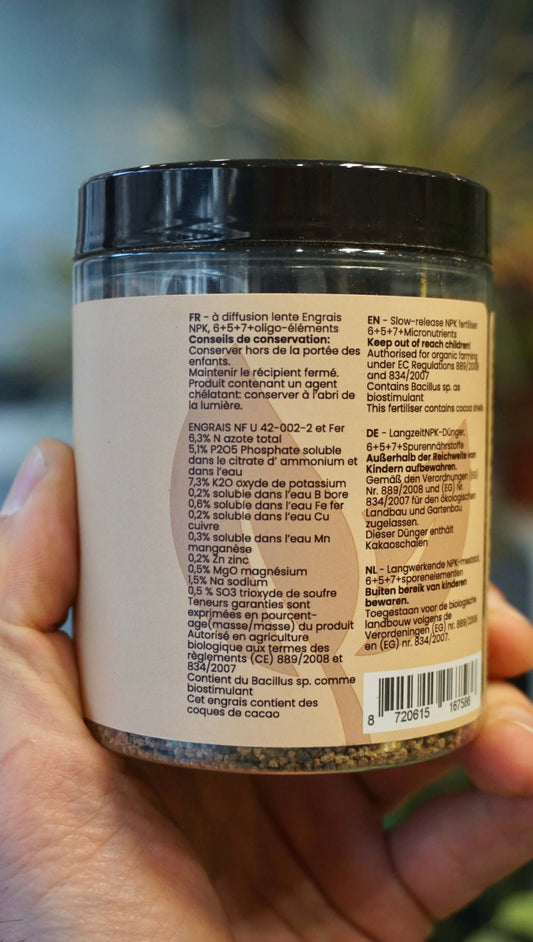 FR - à diffusion lente Engrais
NPK, 6+5+7+oligo-éléments
Conseils de conservation:
Conserver hors de la portée des
enfants.
Maintenir le récipient fermé.
Produit contenant un agent
chélatant: conserver à l'abri de
la lumière.
ENGRAIS NF U 42-002-2 et Fer
6,3% N azote total
5,1% P2O5 Phosphate soluble
dans le citrate d' ammonium et
dans l'eau
7,3% K2O oxyde de potassium
0,2% soluble dans l'eau B bore
0,6% soluble dans l'eau Fe fer
0,2% soluble dans l'eau Cu
cuivre
0,3% soluble dans l'eau Mn
manganèse
0,2% Zn zinc
0,5% MgO magnésium
1,5% Na sodium
0,5 % SO3 trioxyde de soufre
Teneurs garanties sont
exprimées en pourcent-
age(masse/masse) du produit
Autorisé en agriculture
biologique aux termes des
règlements (CE) 889/2008 et
834/2007
Contient du Bacillus sp. comme
biostimulant
Cet engrais contient des
coques de cacao
EN - Slow-release NPK fertiliser
6+5+7+Micronutrients
Keep out of reach children!
Authorised for organic farming
under EC Regulations 889/2008
and 834/2007
Contains Bacillus sp. as
biostimulant
This fertiliser contains cocoa shells
DE - LangzeitNPK-Dünger,
6+5+7+Spurennährstoffe
Außerhalb der Reichweite von
Kindern aufbewahren.
Gemäß den Verordnungen (EG)
Nr. 889/2008 und (EG) Nr.
834/2007 für den ökologischen
Landbau und Gartenbau
zugelassen.
Dieser Dünger enthält
Kakaoschalen
NL - Langwerkende NPK-meststof,
6+5+7+sporenelementen
Buiten bereik van kinderen
bewaren.
Toegestaan voor de biologische
landbouw volgens de
Verordeningen (EG) nr. 889/2008
en (EG) nr. 834/2007.
8 720615 167586